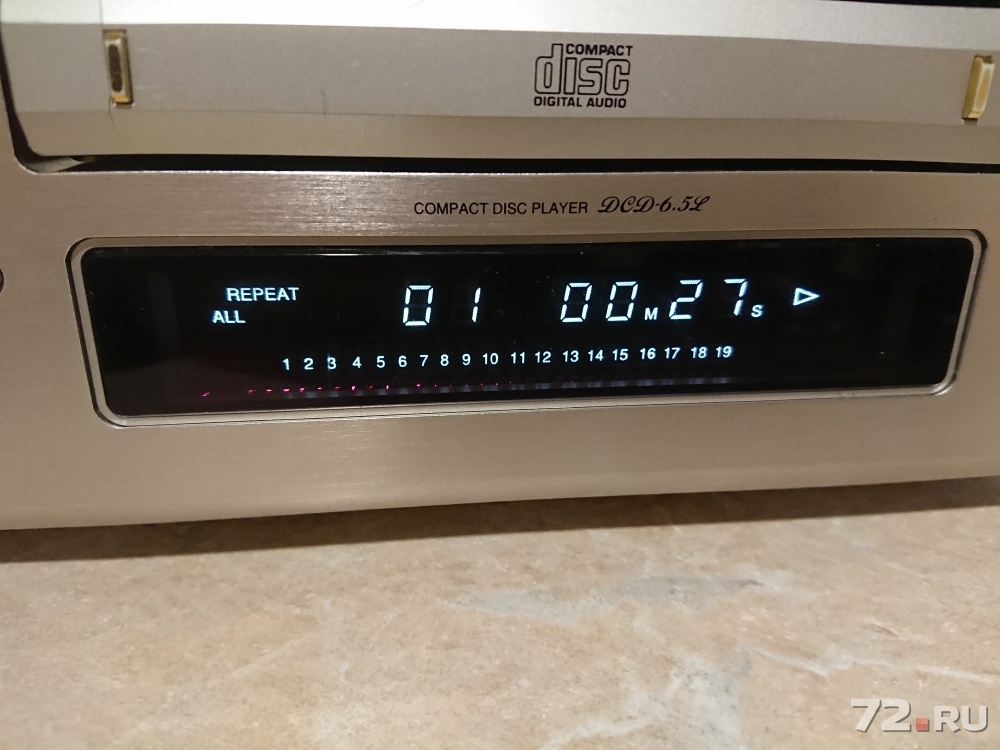 COMPACT
disc
DIGITAL AUDIO
COMPACT DISC PLAYER DCD-6.5L
REPEAT
ALL
01 00M27S
1 2 3 4 5 6 7 8 9 10 11 12 13 14 15 16 17 18 19
72.RU